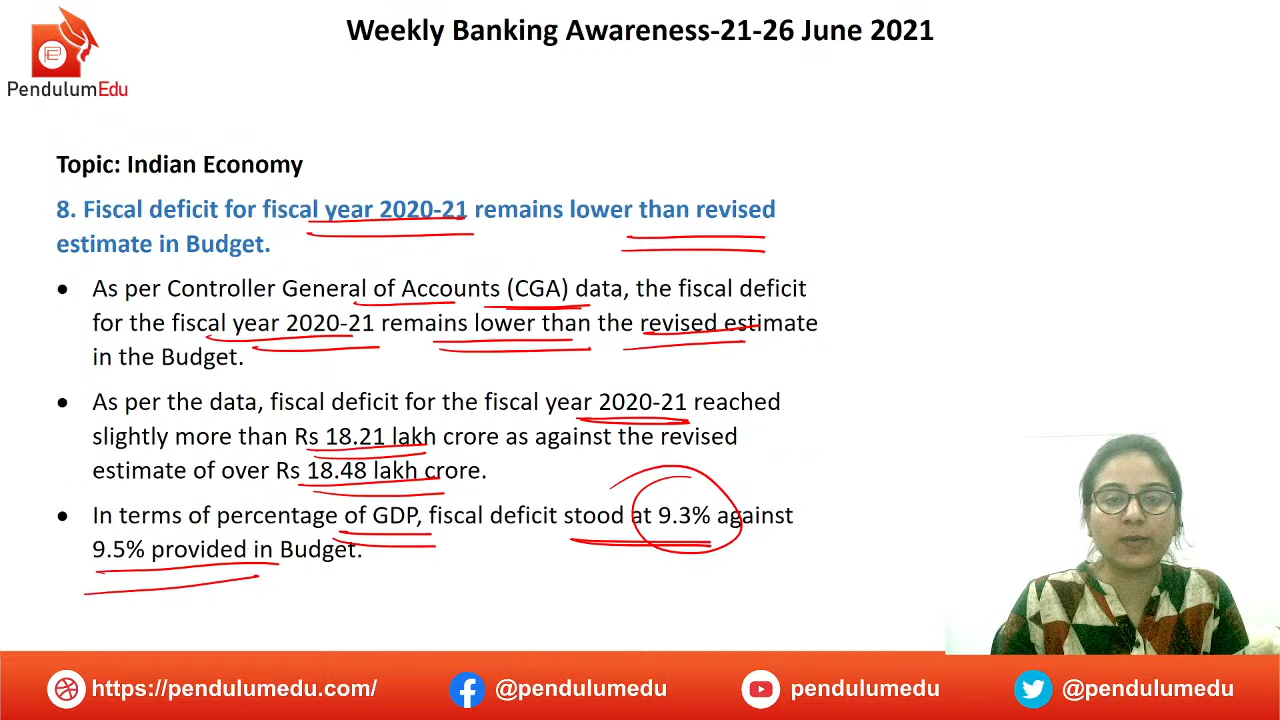 Weekly Banking Awareness-21-26 June 2021
PendulumEdu
Topic: Indian Economy
8. Fiscal deficit for fiscal year 2020-21 remains lower than revised
estimate in Budget.
• As per Controller General of Accounts (CGA) data, the fiscal deficit
for the fiscal year 2020-21 remains lower than the revised estimate
in the Budget.
• As per the data, fiscal deficit for the fiscal year 2020-21 reached
slightly more than Rs 18.21 lakh crore as against the revised
estimate of over Rs 18.48 lakh crore.
• In terms of percentage of GDP, fiscal deficit stood at 9.3% against
9.5% provided in Budget.
https://pendulumedu.com/ @pendulumedu pendulumedu @pendulumedu